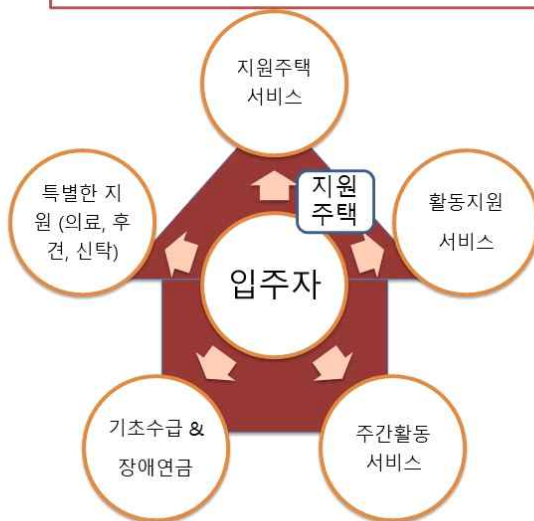 지원주택
서비스
지원
주택
특별한 지
원 (의료, 후
견, 신탁)
활동지원
서비스
입주자
기초수급 &
장애연금
주간활동
서비스